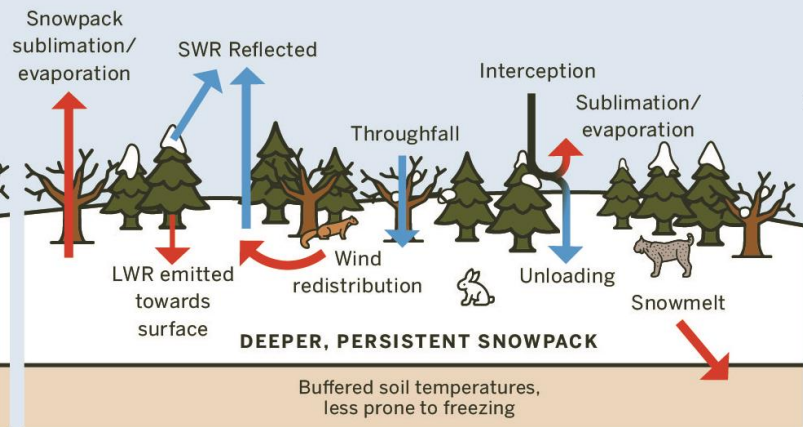 Snowpack
sublimation/
evaporation
SWR Reflected
Interception
Sublimation/
evaporation
Throughfall
LWR emitted
towards
surface
Wind
redistribution
Unloading
Snowmelt
DEEPER, PERSISTENT SNOWPACK
Buffered soil temperatures,
less prone to freezing